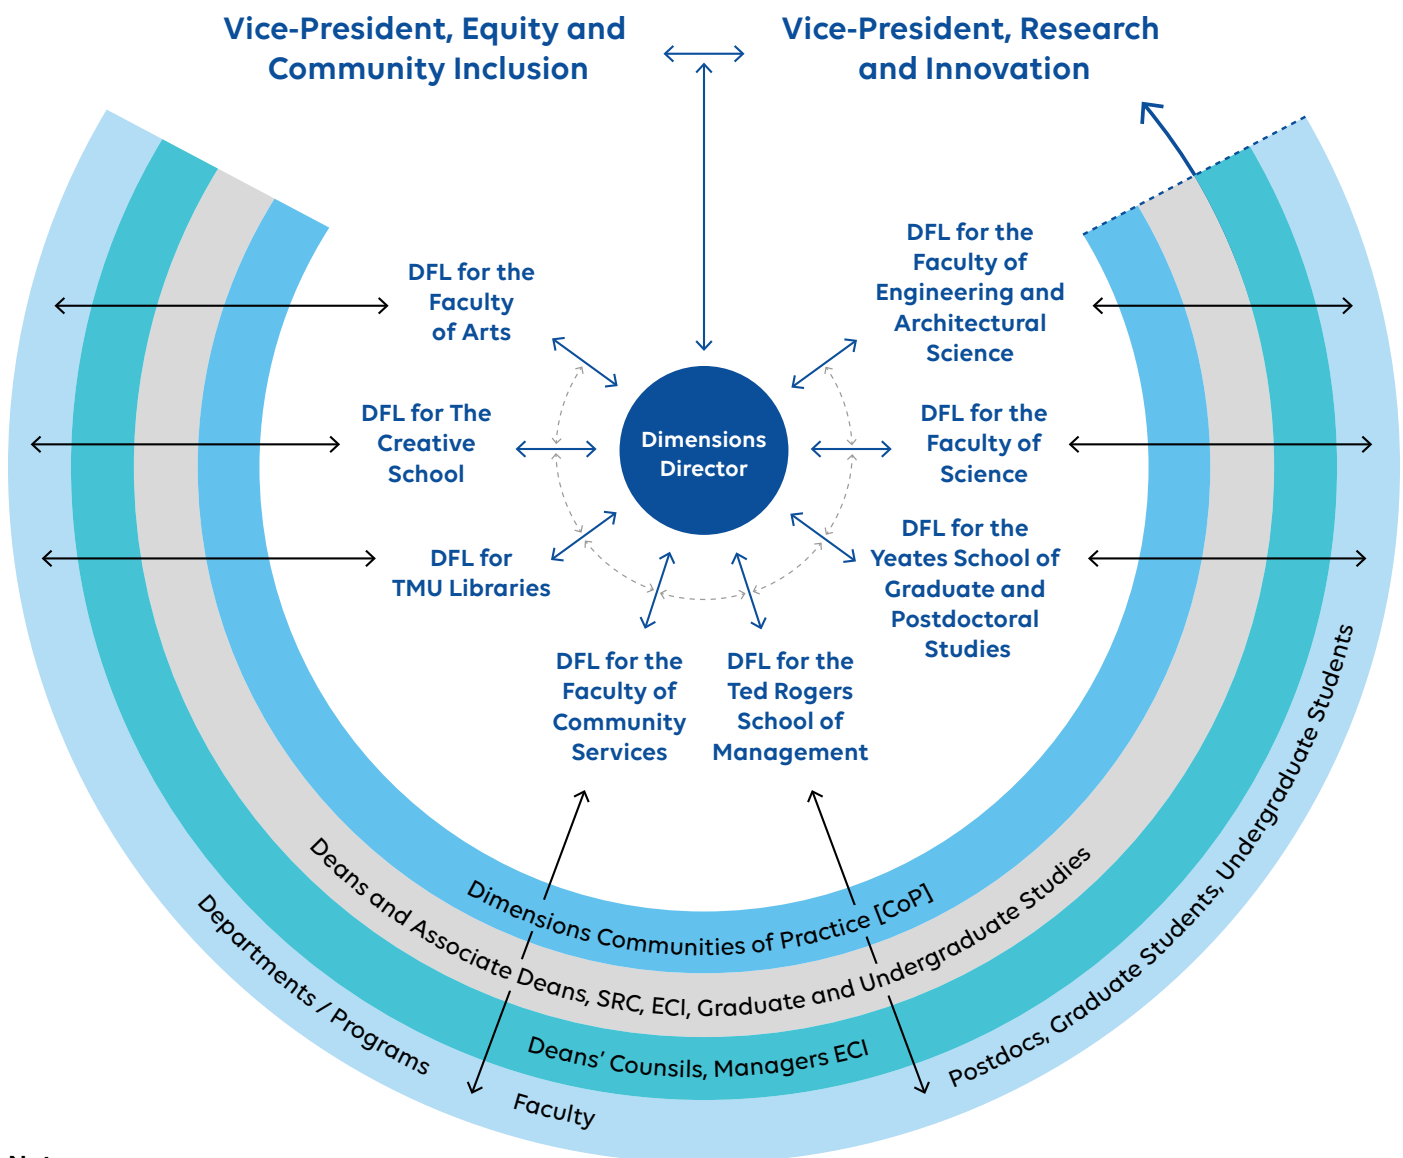 Vice-President, Equity and
Community Inclusion
Vice-President, Research
and Innovation
DFL for the
Faculty
of Arts
DFL for the
Faculty of
Engineering and
Architectural
Science
DFL for The
Creative
School
Dimensions
Director
DFL for the
Faculty of
Science
DFL for
TMU Libraries
DFL for the
Yeates School of
Graduate and
Postdoctoral
Studies
DFL for the
Faculty of
Community
Services
DFL for the
Ted Rogers
School of
Management
Dimensions Communities of Practice [CoP]
Deans and Associate Deans, SRC, ECI, Graduate and Undergraduate Studies
Deans’ Counsils, Managers ECI
Departments / Programs
Faculty
Postdocs, Graduate Students, Undergraduate Students